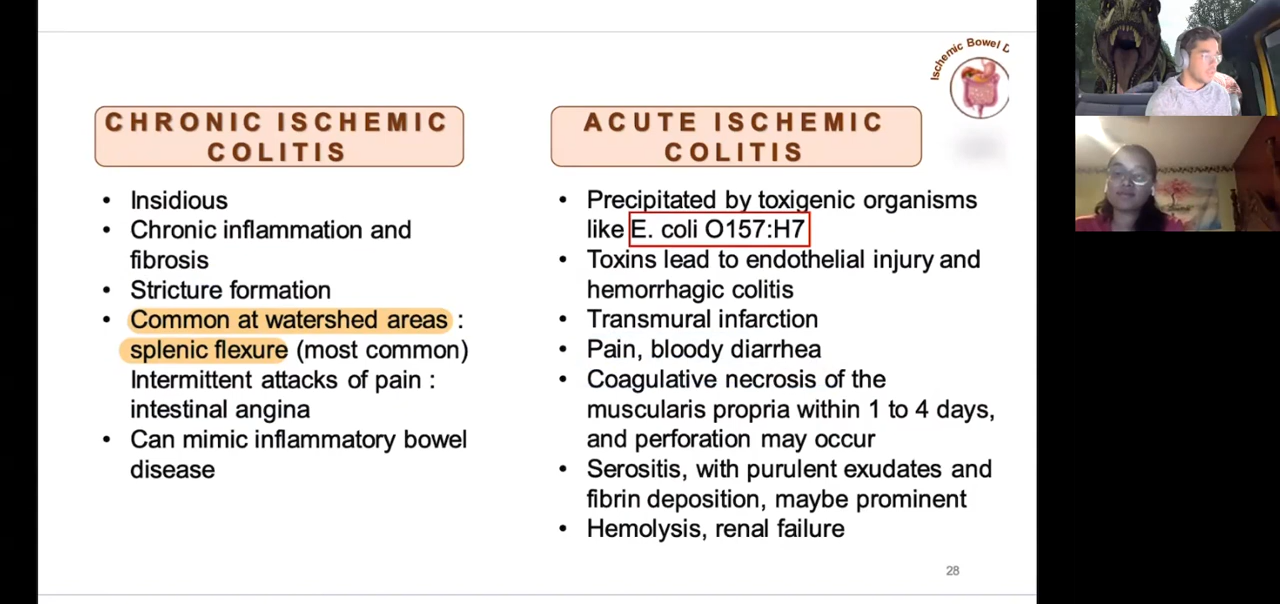 Ischemic Bowel D
CHRONIC ISCHEMIC
COLITIS
• Insidious
• Chronic inflammation and
fibrosis
• Stricture formation
• Common at watershed areas :
splenic flexure (most common)
Intermittent attacks of pain :
intestinal angina
• Can mimic inflammatory bowel
disease
ACUTE ISCHEMIC
COLITIS
• Precipitated by toxigenic organisms
like E. coli O157:H7
• Toxins lead to endothelial injury and
hemorrhagic colitis
• Transmural infarction
• Pain, bloody diarrhea
• Coagulative necrosis of the
muscularis propria within 1 to 4 days,
and perforation may occur
• Serositis, with purulent exudates and
fibrin deposition, maybe prominent
• Hemolysis, renal failure
28